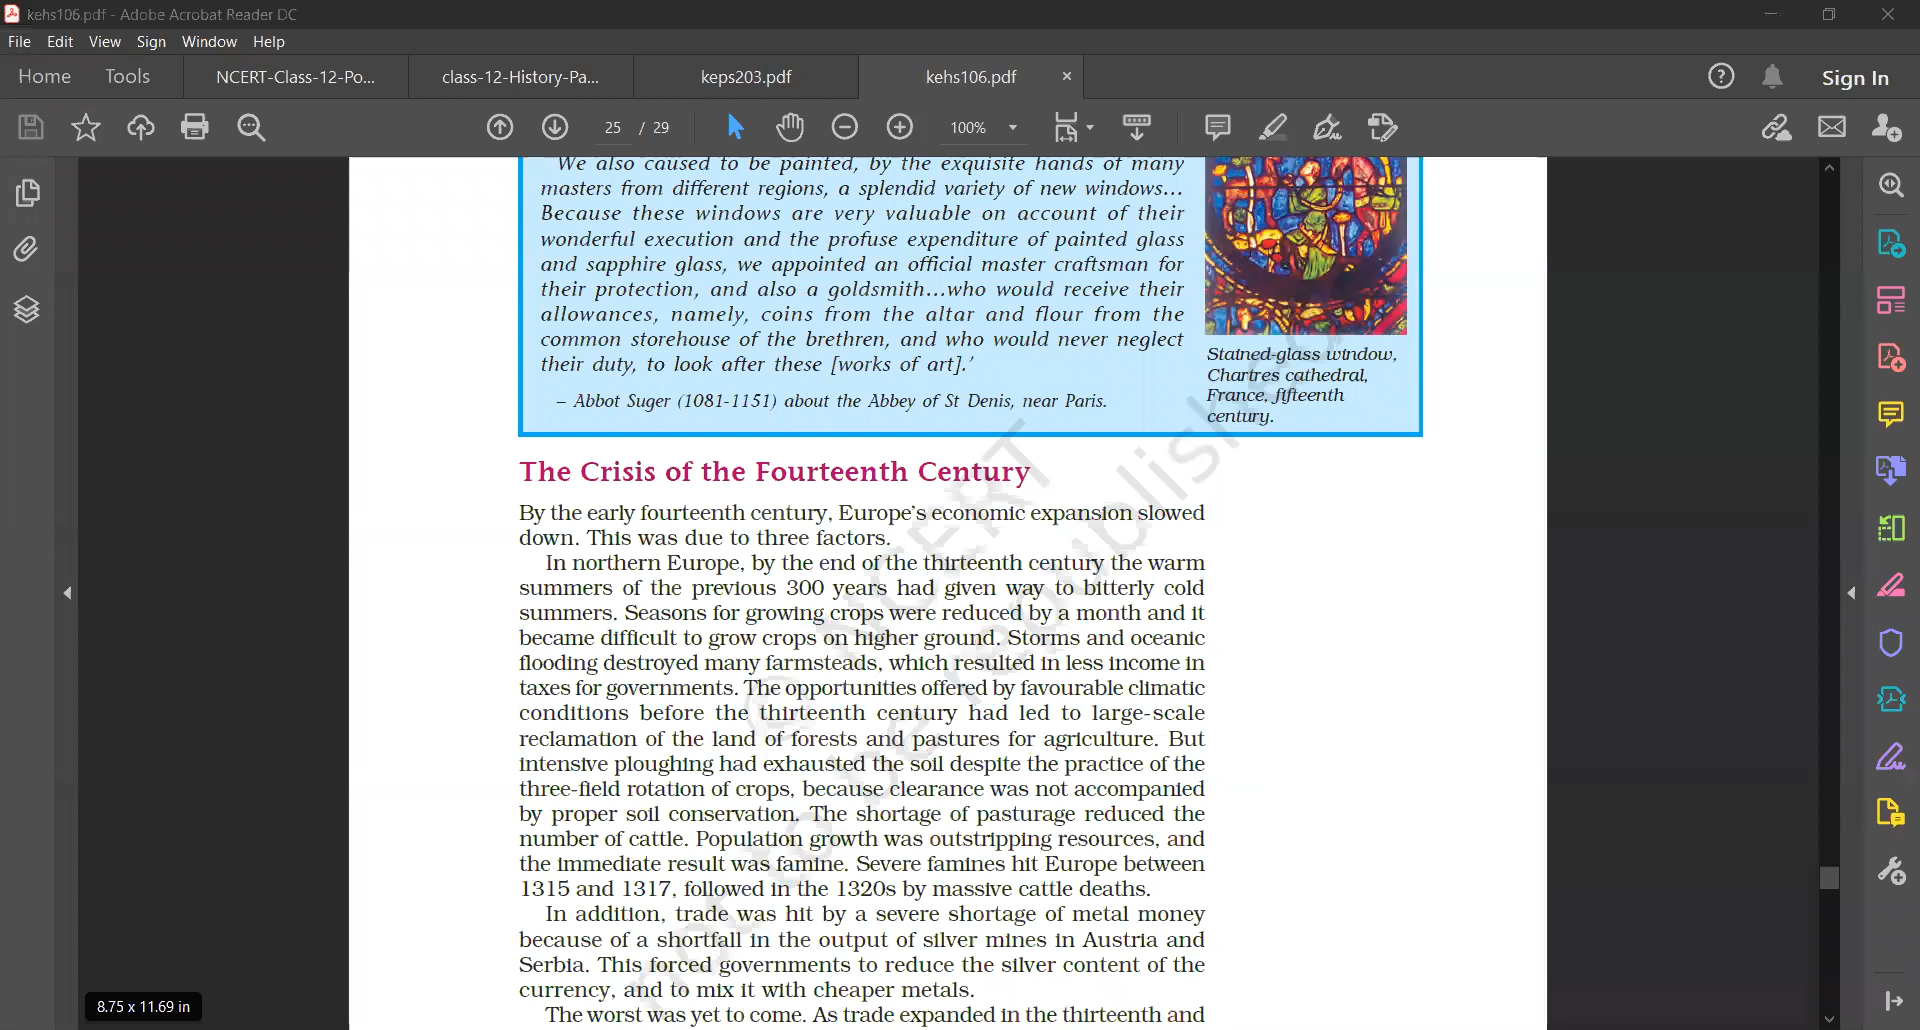 kehs106.pdf - Adobe Acrobat Reader DC
File Edit View Sign Window Help
Home Tools NCERT-Class-12-Po... class-12-History-Pa... keps203.pdf kehs106.pdf × Sign In
25 / 29 100%
'We also caused to be painted, by the exquisite hands of many
masters from different regions, a splendid variety of new windows...
Because these windows are very valuable on account of their
wonderful execution and the profuse expenditure of painted glass
and sapphire glass, we appointed an official master craftsman for
their protection, and also a goldsmith...who would receive their
allowances, namely, coins from the altar and flour from the
common storehouse of the brethren, and who would never neglect
their duty, to look after these [works of art].'
– Abbot Suger (1081-1151) about the Abbey of St Denis, near Paris.
Stained-glass window,
Chartres cathedral,
France, fifteenth
century.
The Crisis of the Fourteenth Century
By the early fourteenth century, Europe's economic expansion slowed
down. This was due to three factors.
In northern Europe, by the end of the thirteenth century the warm
summers of the previous 300 years had given way to bitterly cold
summers. Seasons for growing crops were reduced by a month and it
became difficult to grow crops on higher ground. Storms and oceanic
flooding destroyed many farmsteads, which resulted in less income in
taxes for governments. The opportunities offered by favourable climatic
conditions before the thirteenth century had led to large-scale
reclamation of the land of forests and pastures for agriculture. But
intensive ploughing had exhausted the soil despite the practice of the
three-field rotation of crops, because clearance was not accompanied
by proper soil conservation. The shortage of pasturage reduced the
number of cattle. Population growth was outstripping resources, and
the immediate result was famine. Severe famines hit Europe between
1315 and 1317, followed in the 1320s by massive cattle deaths.
In addition, trade was hit by a severe shortage of metal money
because of a shortfall in the output of silver mines in Austria and
Serbia. This forced governments to reduce the silver content of the
currency, and to mix it with cheaper metals.
The worst was yet to come. As trade expanded in the thirteenth and
© NCERT
not to be republished
8.75 x 11.69 in